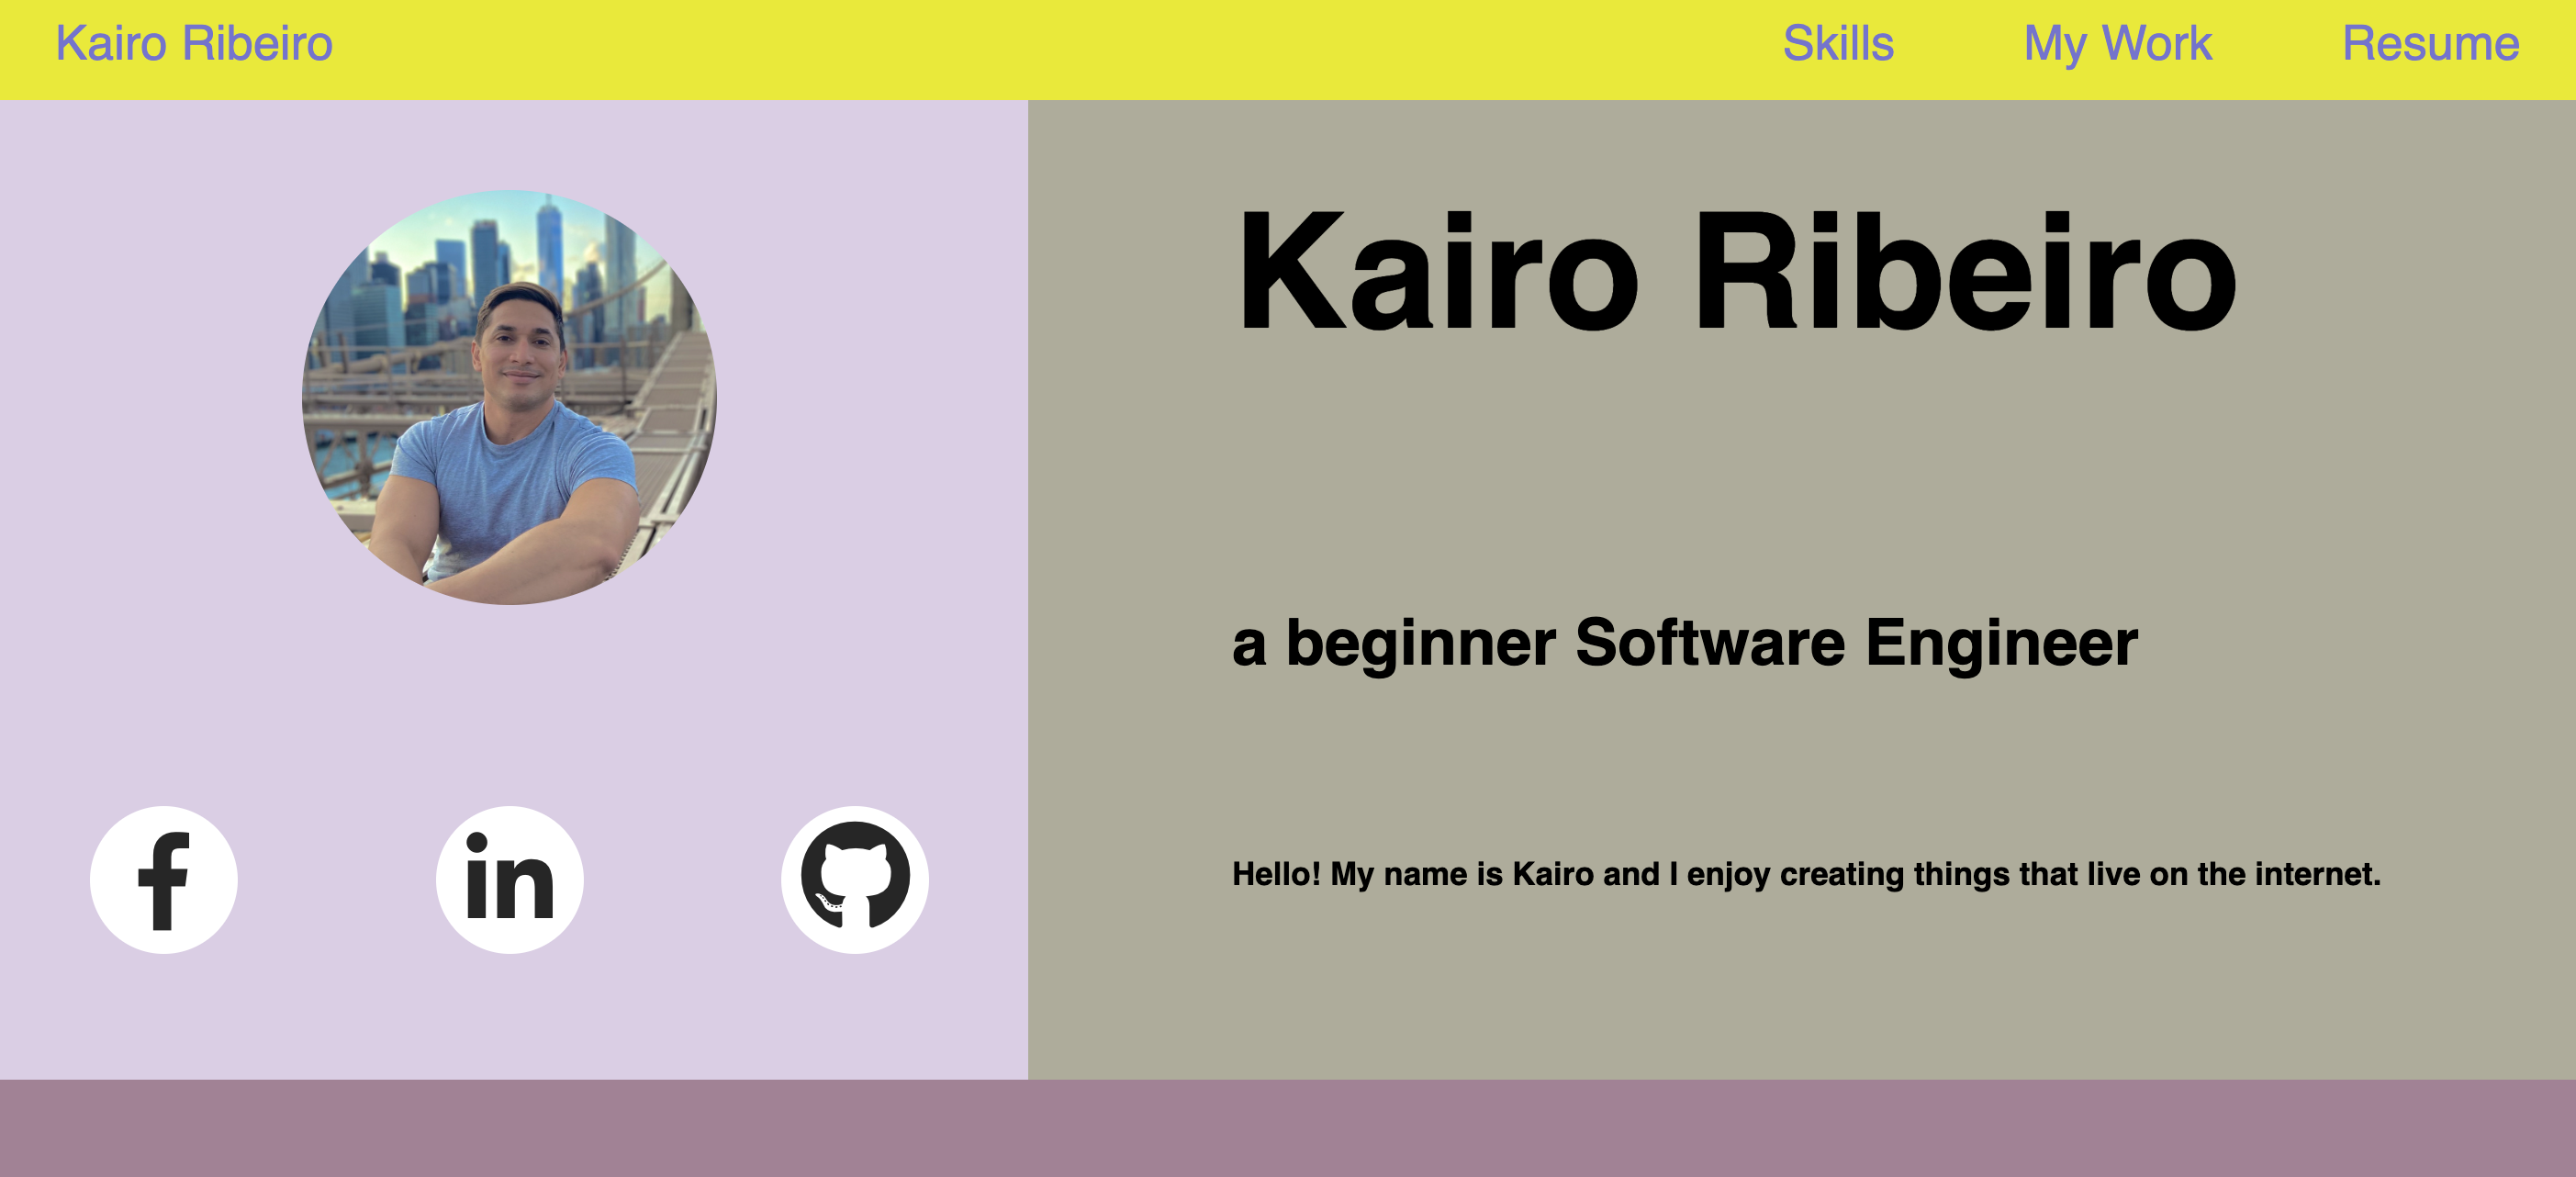 Kairo Ribeiro
Skills
My Work
Resume
Kairo Ribeiro
a beginner Software Engineer
f
in
Hello! My name is Kairo and I enjoy creating things that live on the internet.